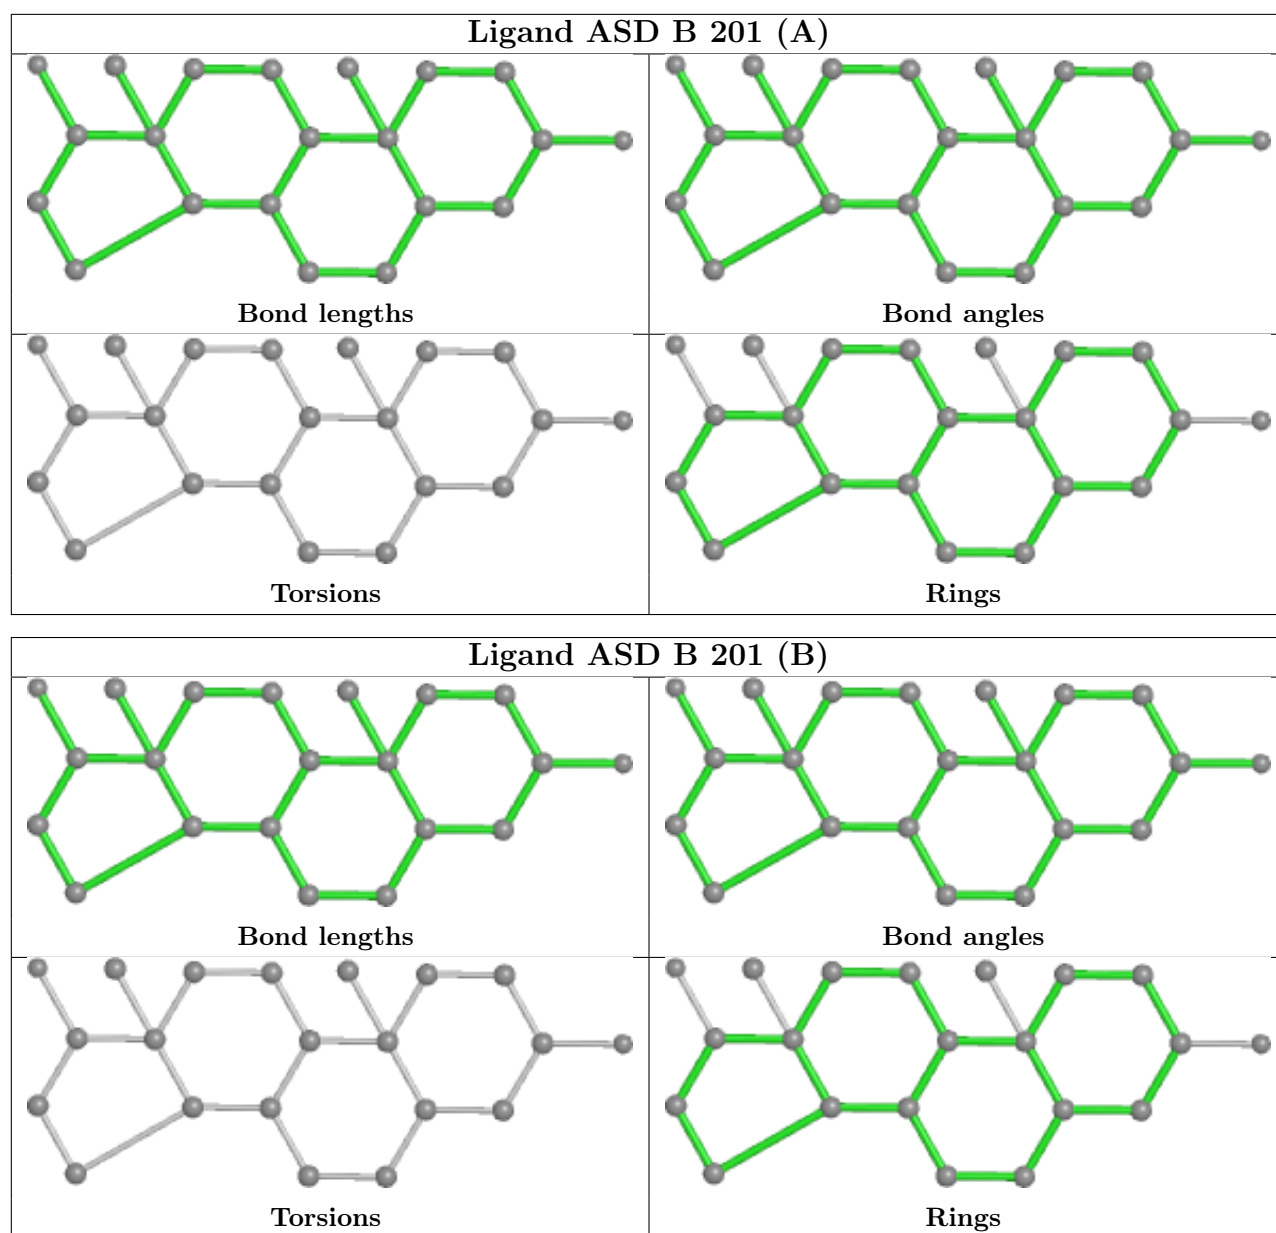 Ligand ASD B 201 (A)
Bond lengths
Bond angles
Torsions
Rings
Ligand ASD B 201 (B)
Bond lengths
Bond angles
Torsions
Rings